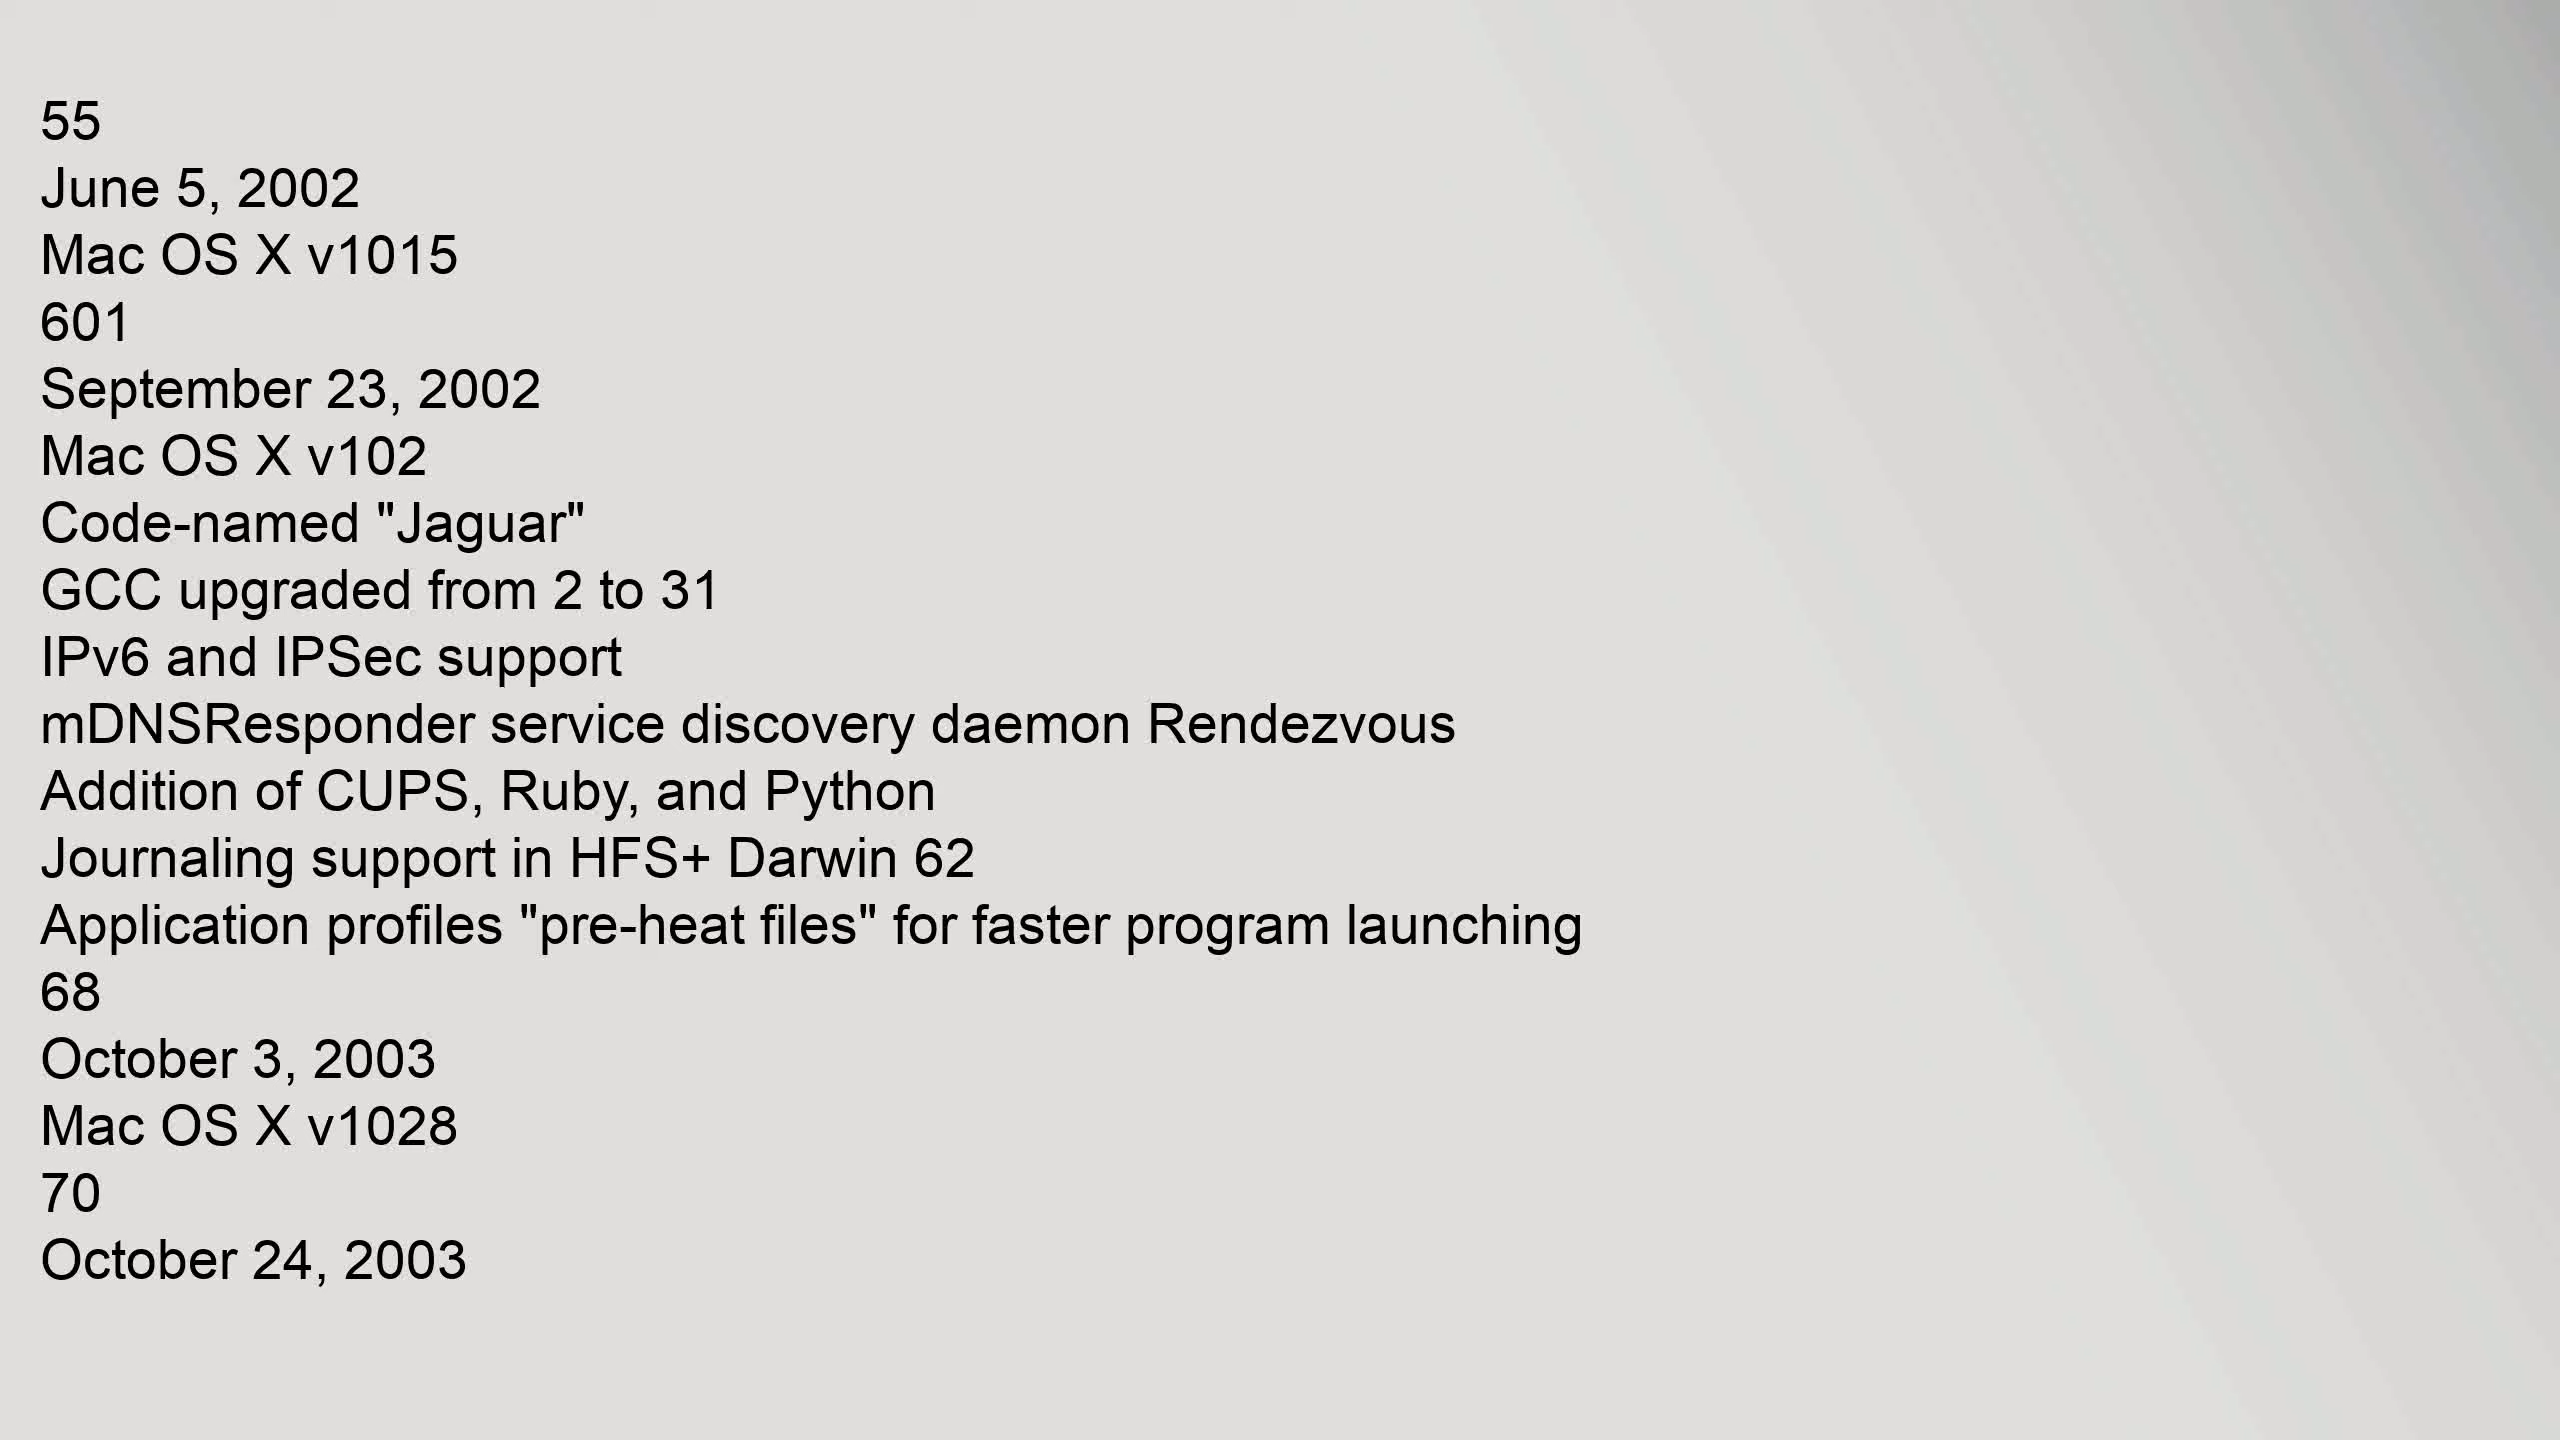 55
June 5, 2002
Mac OS X v1015
601
September 23, 2002
Mac OS X v102
Code-named "Jaguar"
GCC upgraded from 2 to 31
IPv6 and IPSec support
mDNSResponder service discovery daemon Rendezvous
Addition of CUPS, Ruby, and Python
Journaling support in HFS+ Darwin 62
Application profiles "pre-heat files" for faster program launching
68
October 3, 2003
Mac OS X v1028
70
October 24, 2003